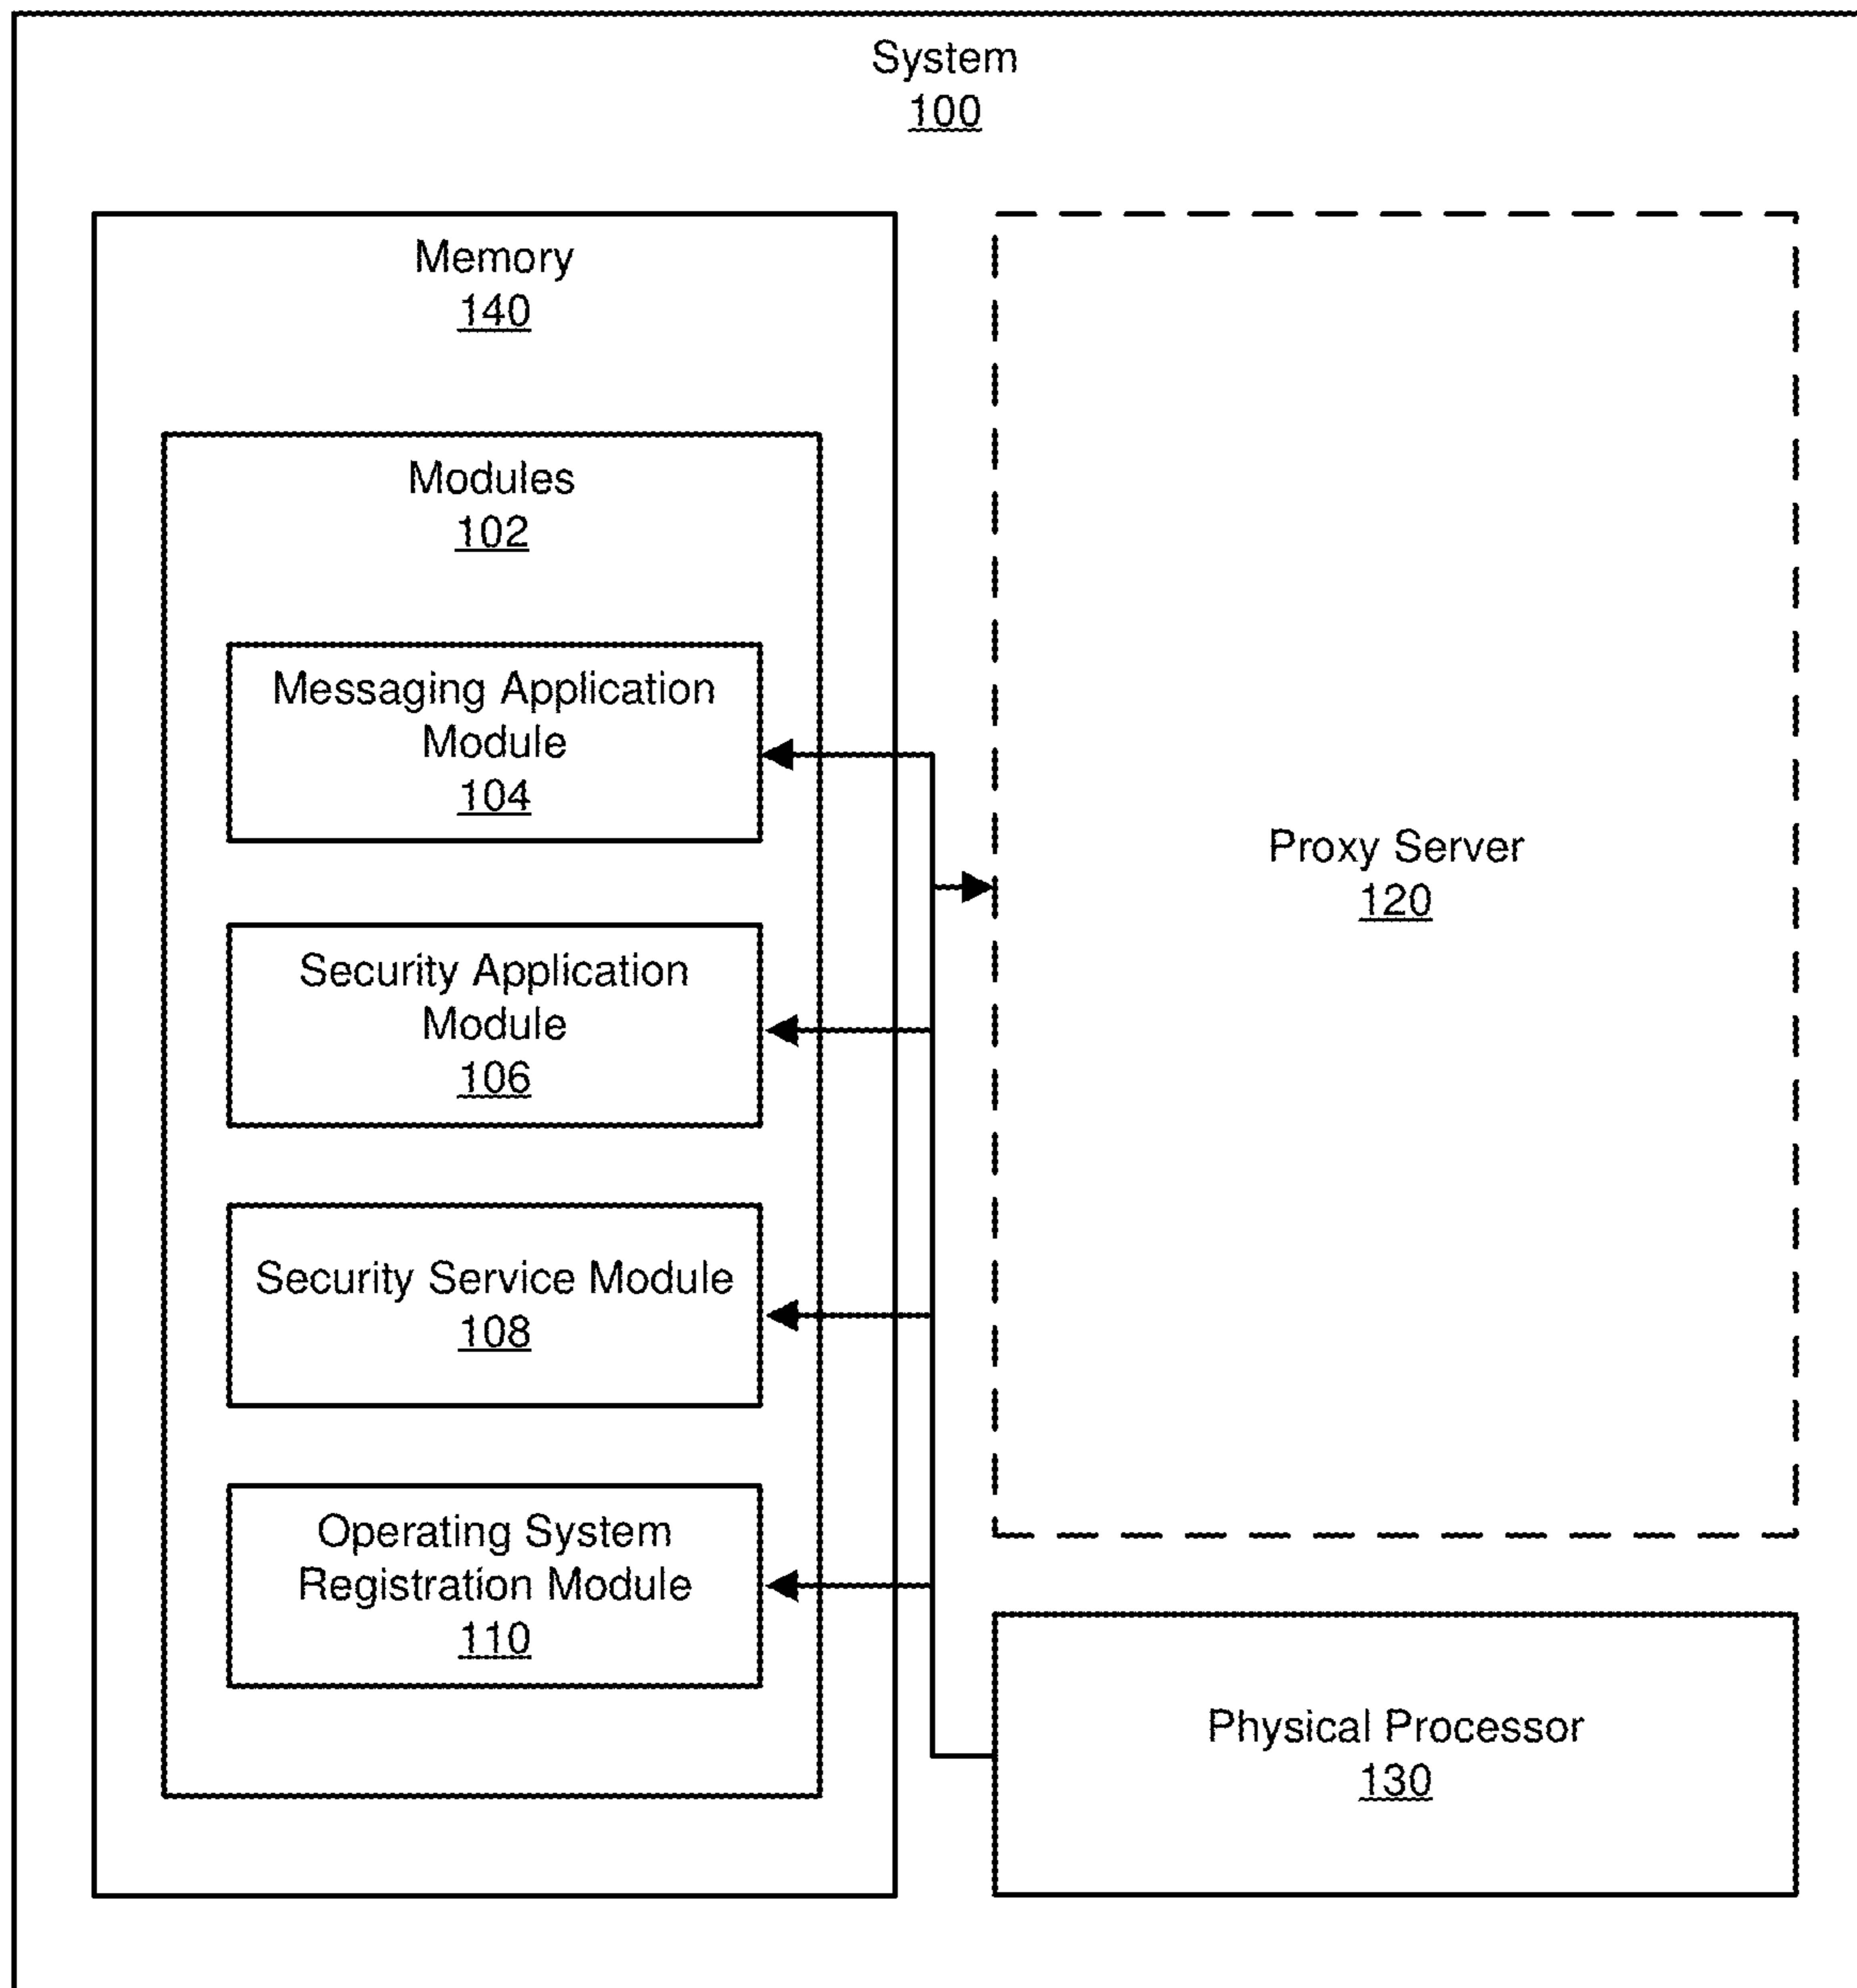 System
100
Memory
140
Modules
102
Messaging Application
Module
104
Security Application
Module
106
Security Service Module
108
Operating System
Registration Module
110
Proxy Server
120
Physical Processor
130